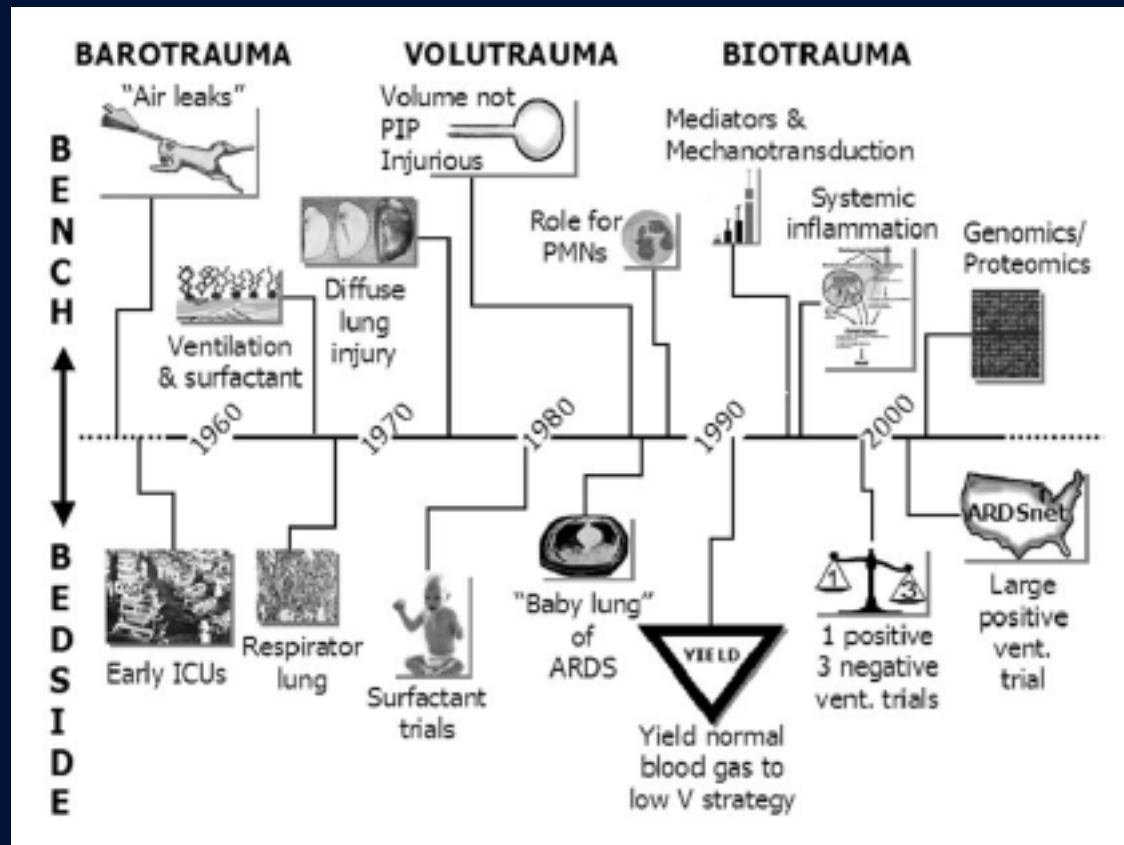 BAROTRAUMA
VOLUTRAUMA
BIOTRAUMA
BENCH
BEDSIDE
"Air leaks"
Volume not
PIP
Injurious
Mediators &
Mechanotransduction
Role for
PMNs
Systemic
inflammation
Genomics/
Proteomics
Diffuse
lung
injury
Ventilation
& surfactant
1960
1970
1980
1990
2000
Early ICUs
Respirator
lung
Surfactant
trials
"Baby lung"
of
ARDS
YIELD
Yield normal
blood gas to
low V strategy
1
3
1 positive
3 negative
vent. trials
ARDSnet
Large
positive
vent.
trial